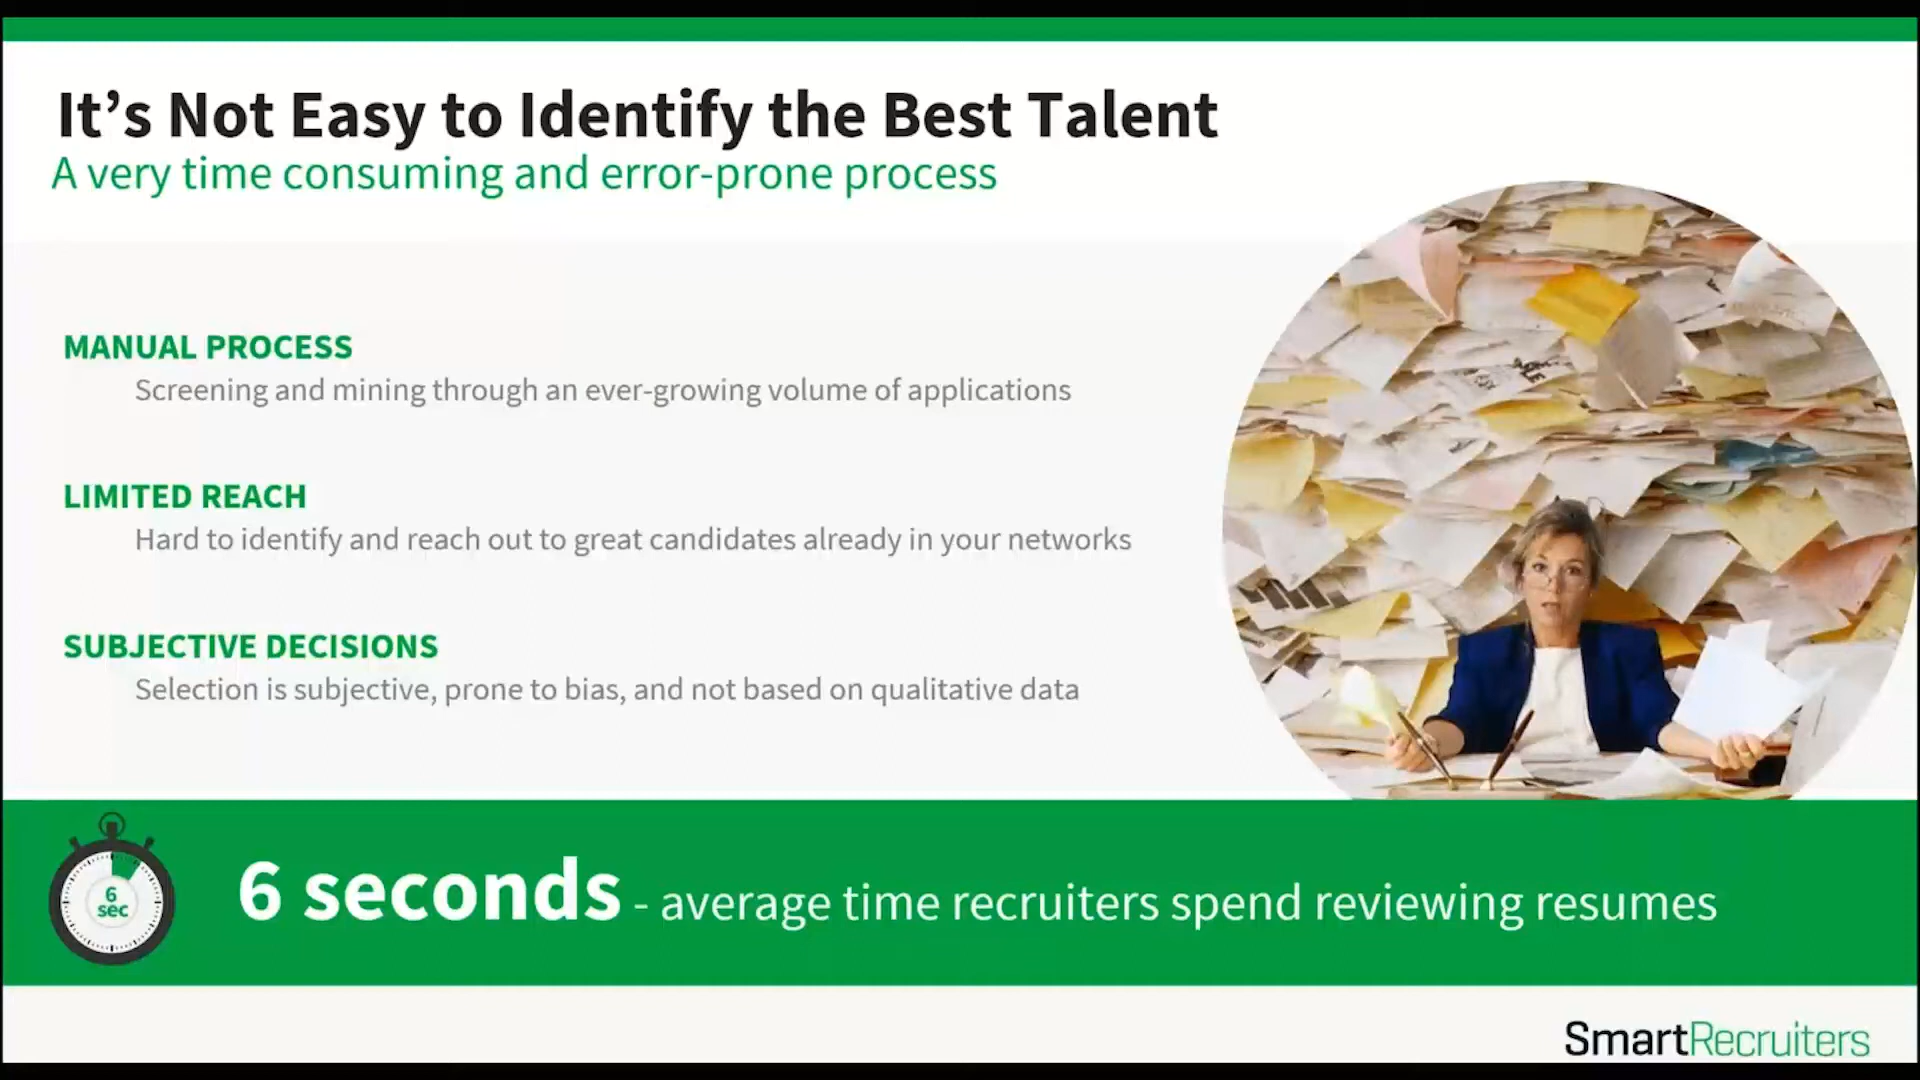 It’s Not Easy to Identify the Best Talent
A very time consuming and error-prone process
MANUAL PROCESS
Screening and mining through an ever-growing volume of applications
LIMITED REACH
Hard to identify and reach out to great candidates already in your networks
SUBJECTIVE DECISIONS
Selection is subjective, prone to bias, and not based on qualitative data
6
sec
6 seconds - average time recruiters spend reviewing resumes
SmartRecruiters